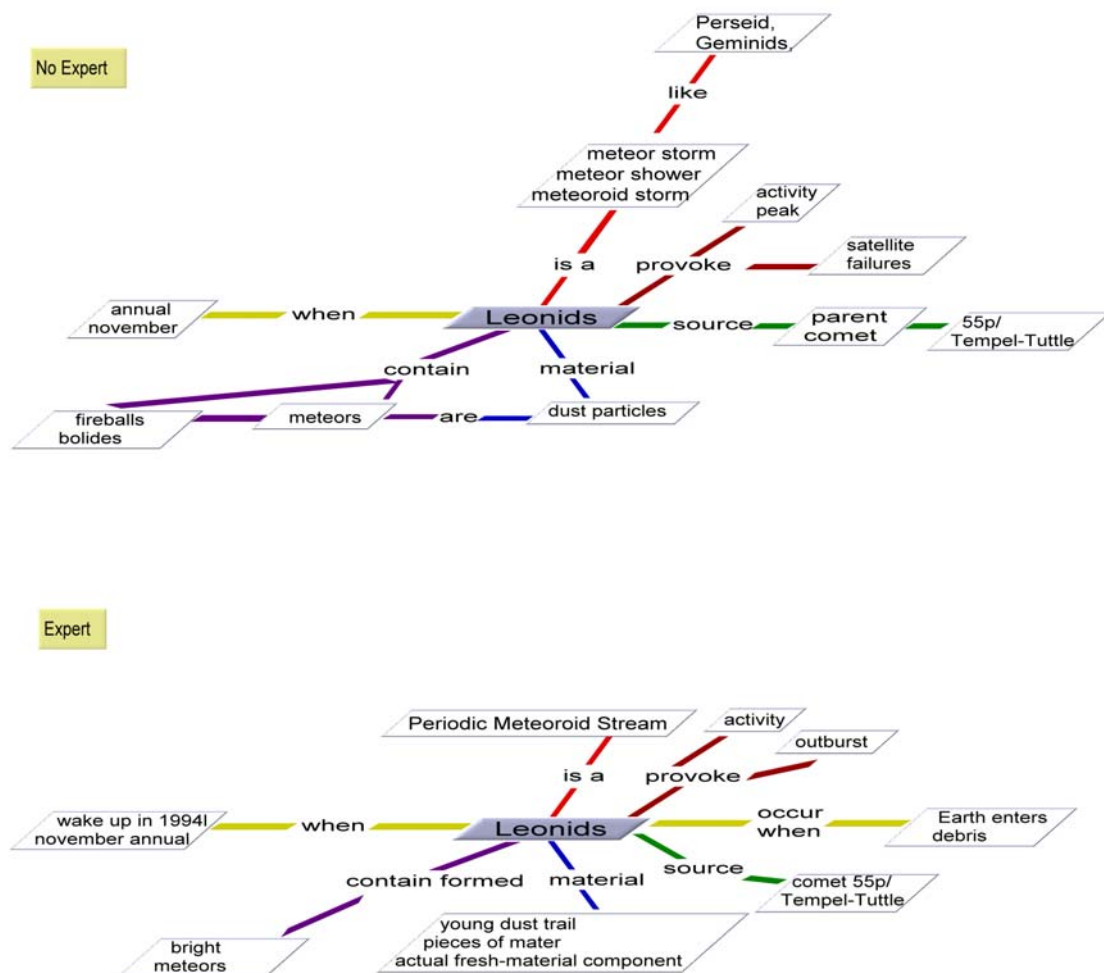 No Expert
Perseid,
Geminids,
like
meteor storm
meteor shower
meteoroid storm
activity
peak
is a
provoke
satellite
failures
annual
november
when
Leonids
source
parent
comet
55p/
Tempel-Tuttle
contain
material
fireballs
bolides
meteors
are
dust particles
Expert
Periodic Meteoroid Stream
activity
outburst
is a
provoke
wake up in 1994l
november annual
when
Leonids
occur
when
Earth enters
debris
contain formed
material
source
comet 55p/
Tempel-Tuttle
bright
meteors
young dust trail
pieces of mater
actual fresh-material component